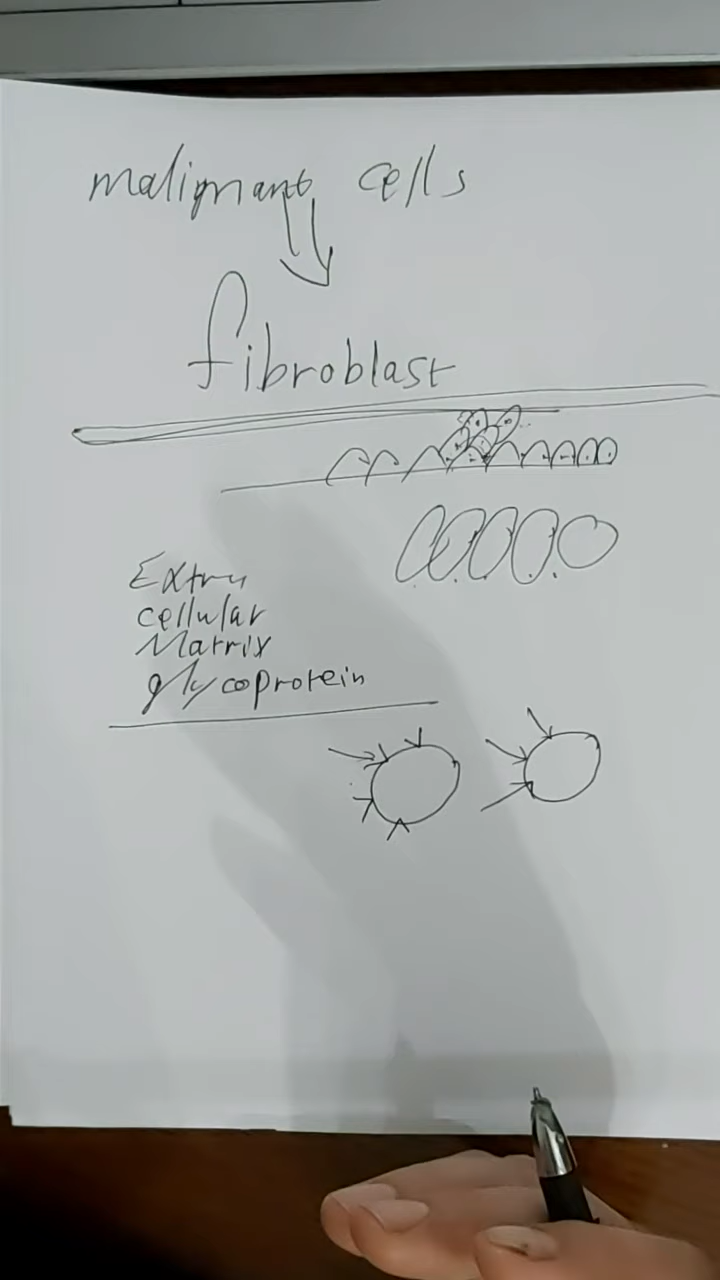 malignant cells
fibroblast
Extra
cellular
Matrix
glycoprotein